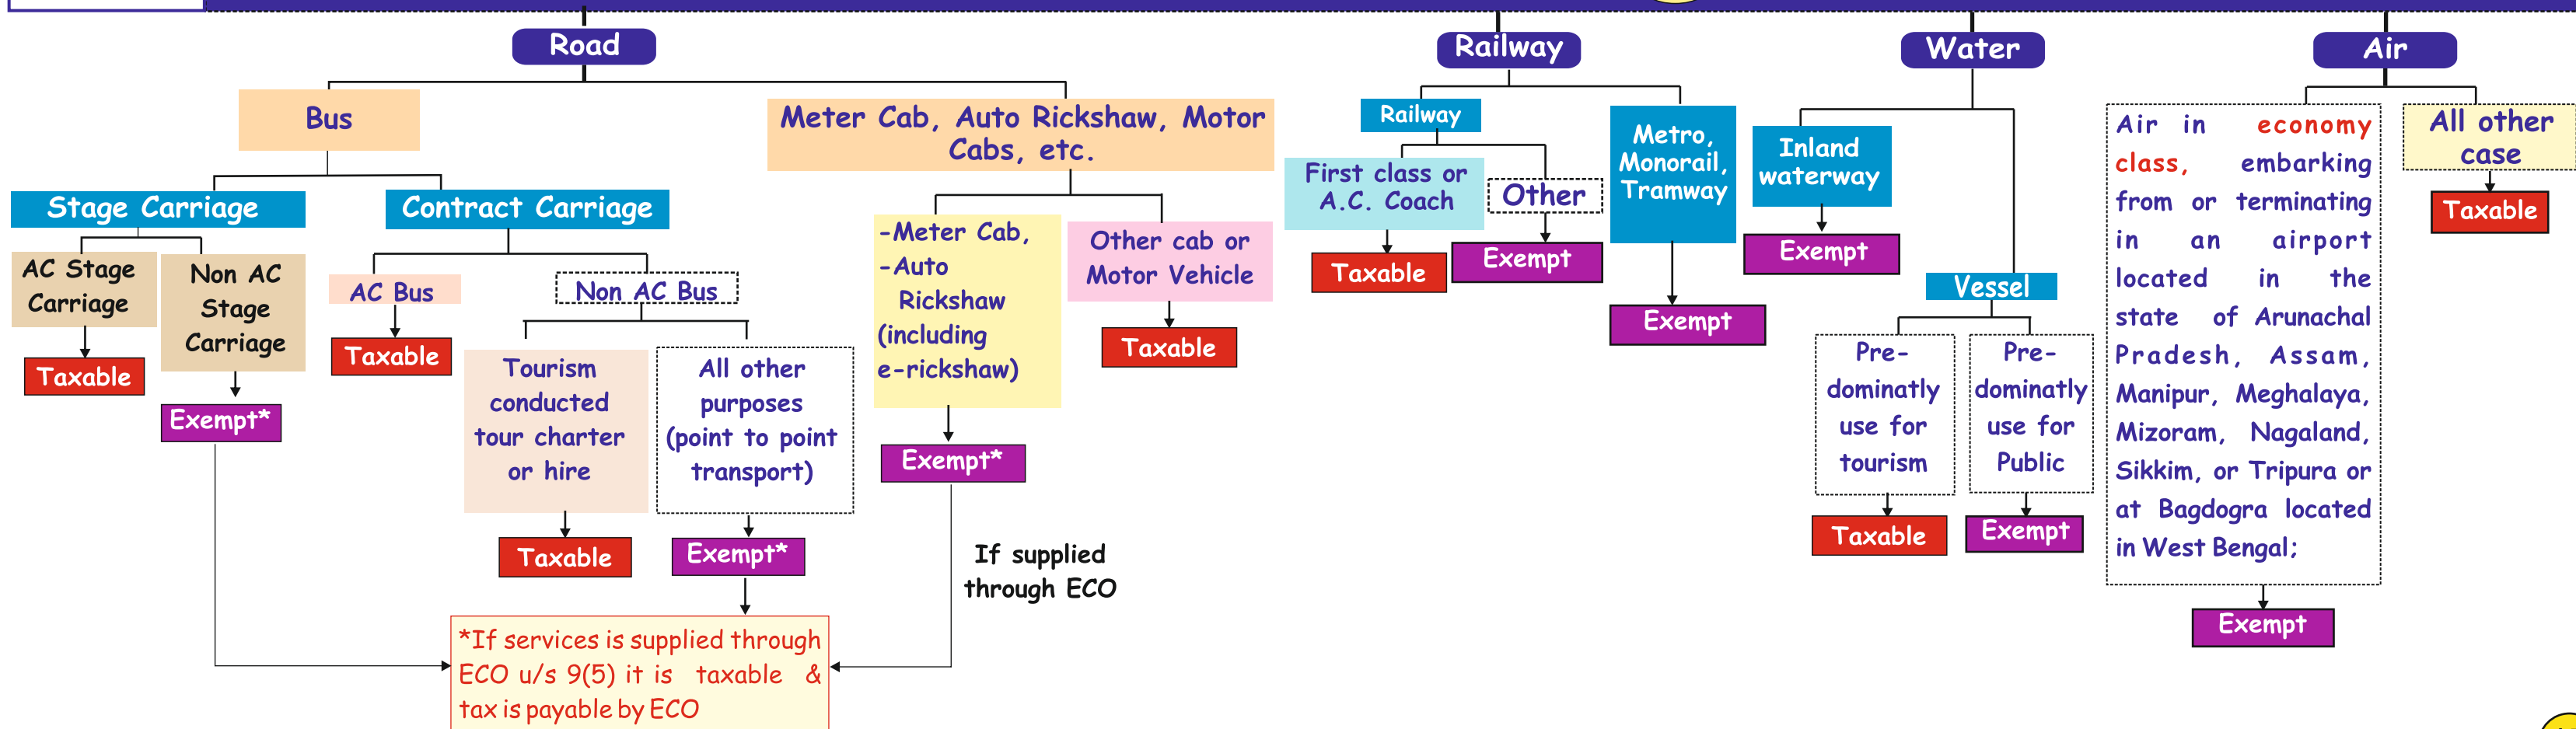 Road
Bus
Stage Carriage
AC Stage
Carriage
Taxable
Non AC
Stage
Carriage
Exempt*
Contract Carriage
AC Bus
Taxable
Non AC Bus
Tourism
conducted
tour charter
or hire
Taxable
All other
purposes
(point to point
transport)
Exempt*
Meter Cab, Auto Rickshaw, Motor
Cabs, etc.
-Meter Cab,
-Auto
Rickshaw
(including
e-rickshaw)
Exempt*
If supplied
through ECO
Other cab or
Motor Vehicle
Taxable
*If services is supplied through
ECO u/s 9(5) it is taxable &
tax is payable by ECO
Railway
Railway
First class or
A.C. Coach
Taxable
Other
Exempt
Metro,
Monorail,
Tramway
Exempt
Water
Inland
waterway
Exempt
Vessel
Pre-
dominatly
use for
tourism
Taxable
Pre-
dominatly
use for
Public
Exempt
Air
Air in economy
class, embarking
from or terminating
in an airport
located in the
state of Arunachal
Pradesh, Assam,
Manipur, Meghalaya,
Mizoram, Nagaland,
Sikkim, or Tripura or
at Bagdogra located
in West Bengal;
Exempt
All other
case
Taxable